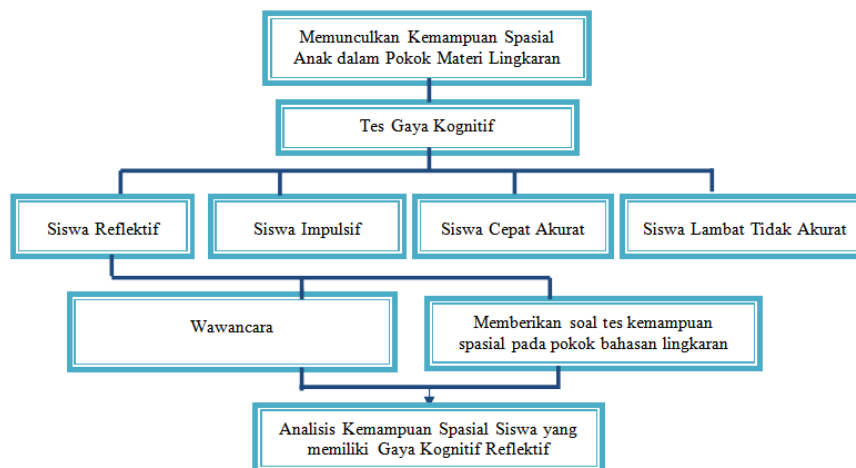 Memunculkan Kemampuan Spasial
Anak dalam Pokok Materi Lingkaran
Tes Gaya Kognitif
Siswa Reflektif
Siswa Impulsif
Siswa Cepat Akurat
Siswa Lambat Tidak Akurat
Wawancara
Memberikan soal tes kemampuan
spasial pada pokok bahasan lingkaran
Analisis Kemampuan Spasial Siswa yang
memiliki Gaya Kognitif Reflektif